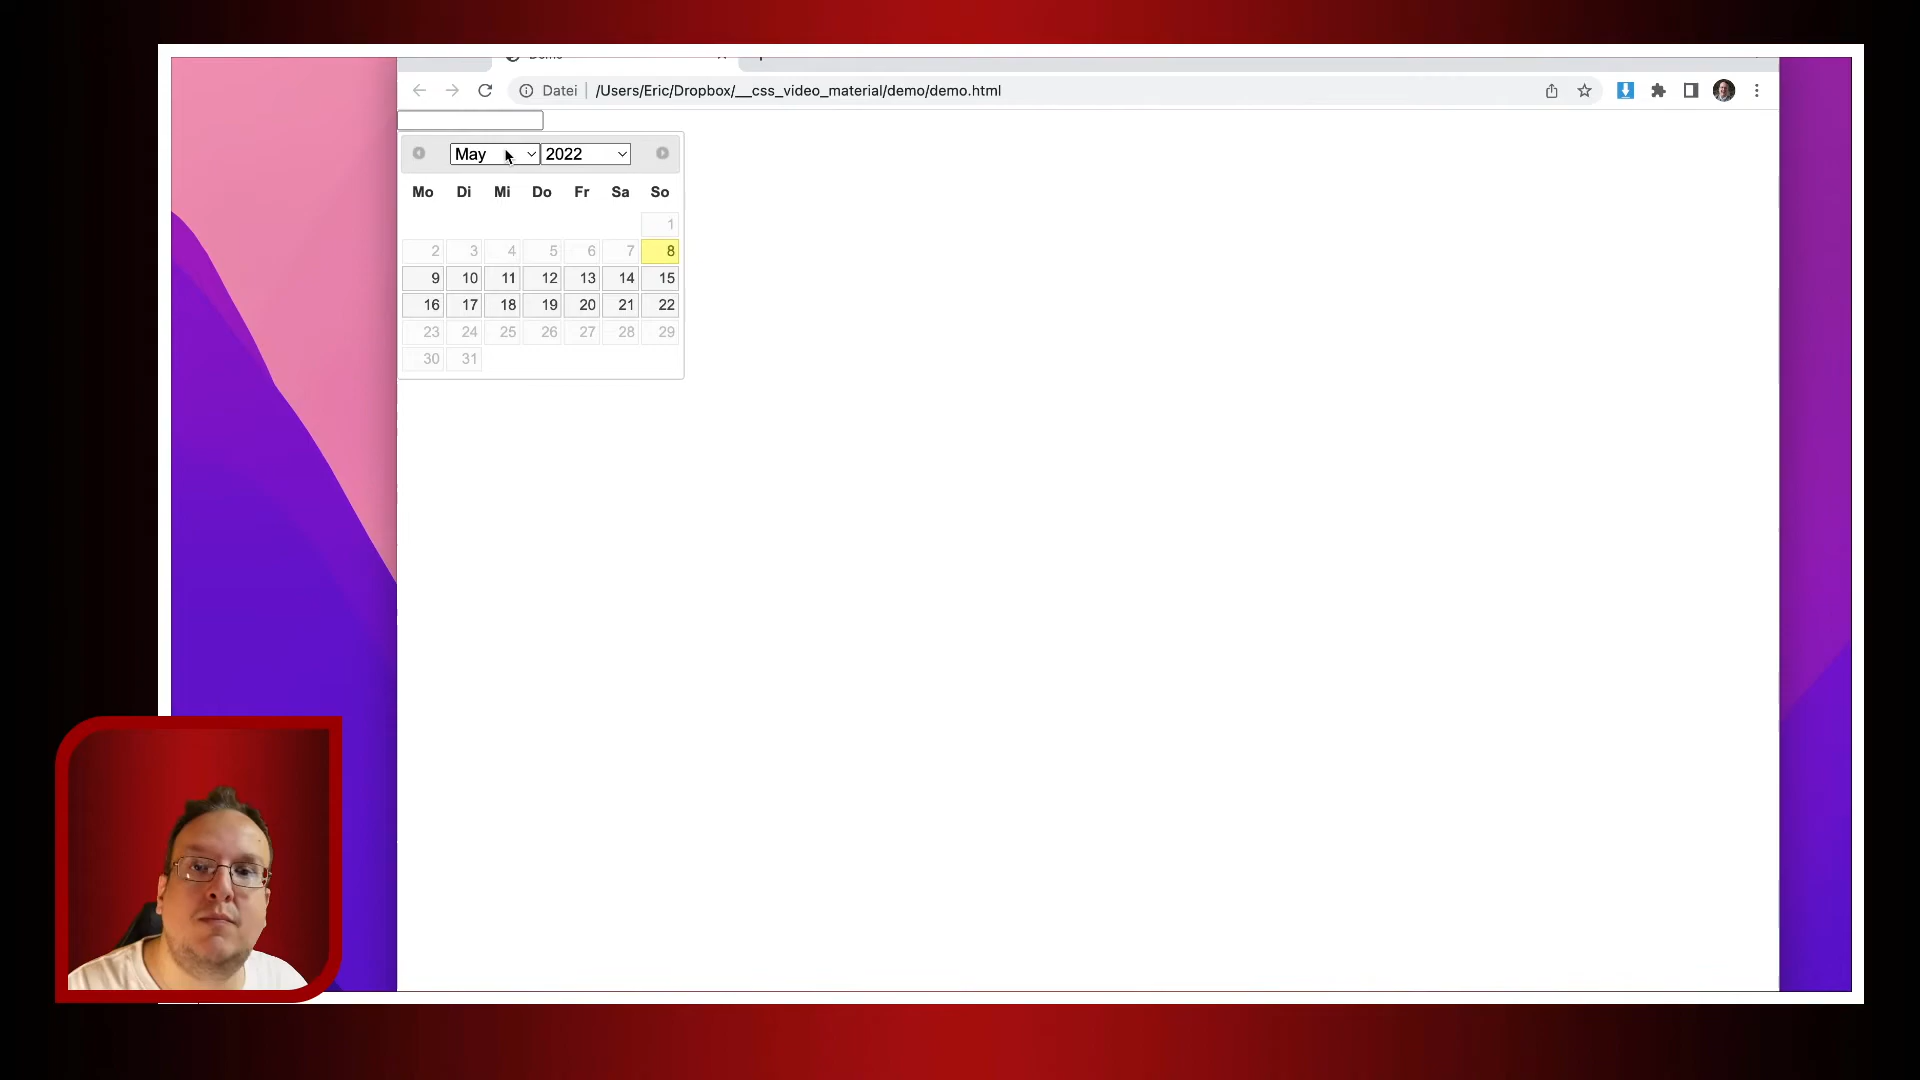 Datei /Users/Eric/Dropbox/__css_video_material/demo/demo.html
May 2022
Mo Di Mi Do Fr Sa So
1
2 3 4 5 6 7 8
9 10 11 12 13 14 15
16 17 18 19 20 21 22
23 24 25 26 27 28 29
30 31